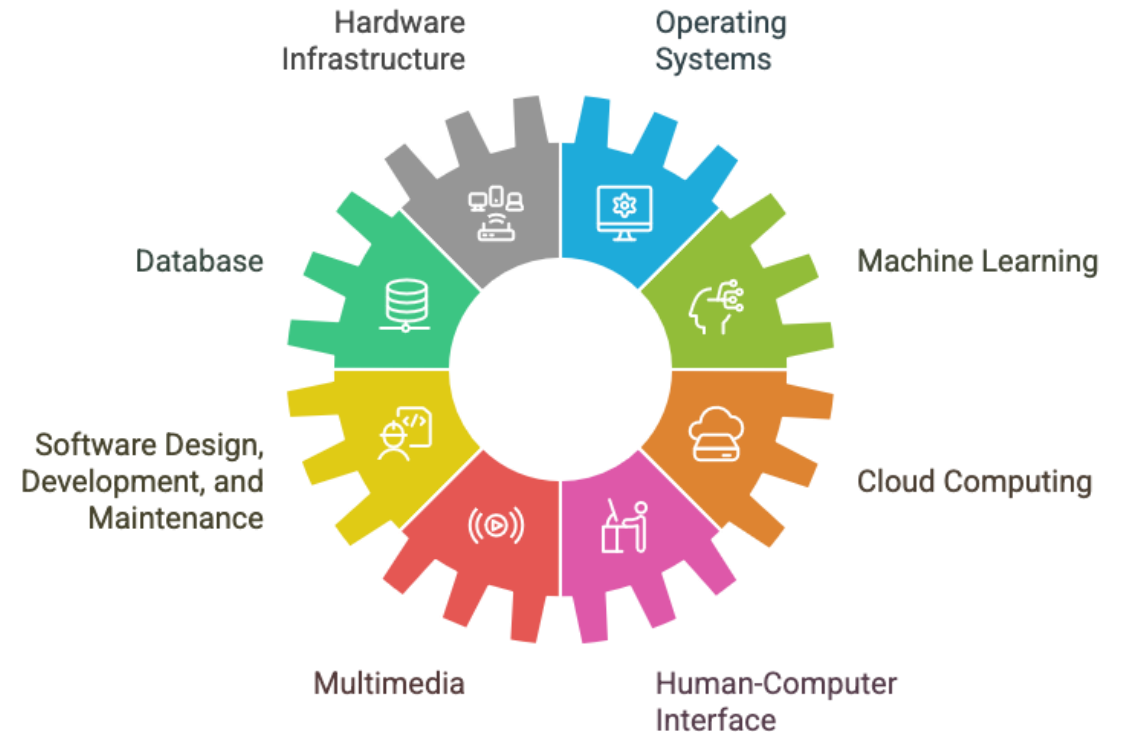 Hardware
Infrastructure
Operating
Systems
Database
Machine Learning
Software Design,
Development, and
Maintenance
Cloud Computing
Multimedia
Human-Computer
Interface